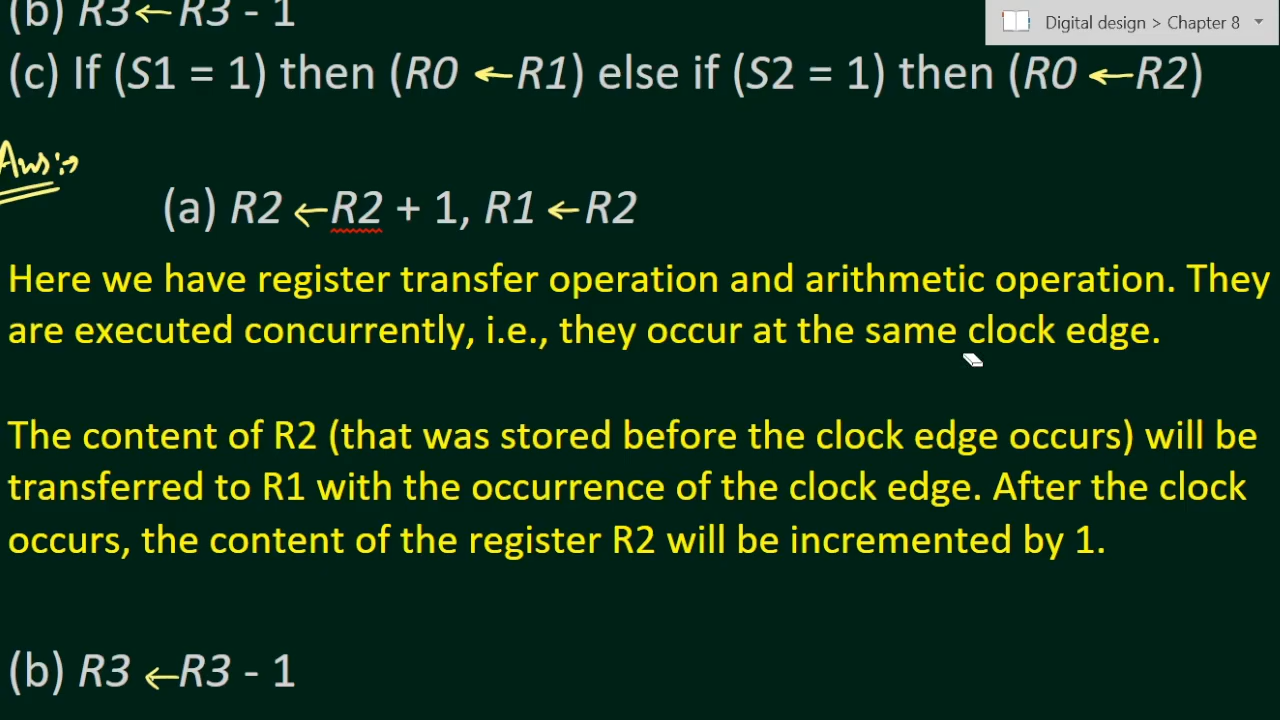 (b) R3 ← R3 - 1
Digital design > Chapter 8
(c) If (S1 = 1) then (R0 ← R1) else if (S2 = 1) then (R0 ← R2)
Ans:→
(a) R2 ← R2 + 1, R1 ← R2
Here we have register transfer operation and arithmetic operation. They
are executed concurrently, i.e., they occur at the same clock edge.
The content of R2 (that was stored before the clock edge occurs) will be
transferred to R1 with the occurrence of the clock edge. After the clock
occurs, the content of the register R2 will be incremented by 1.
(b) R3 ← R3 - 1